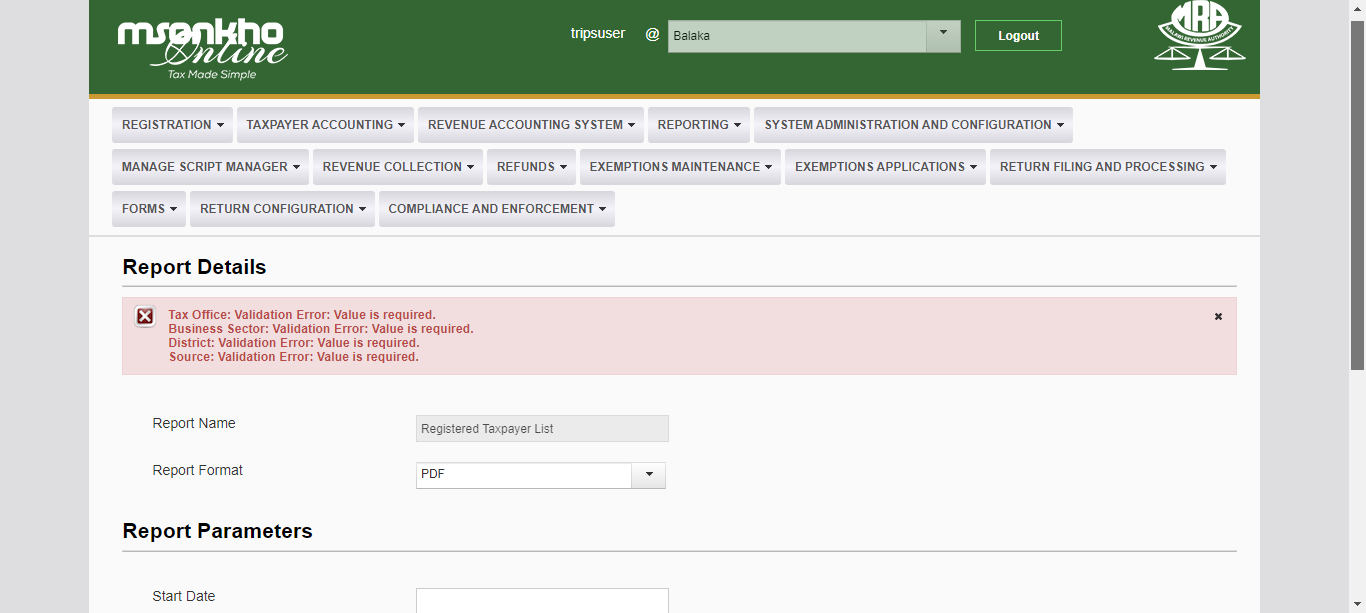 msonkho
Online
Tax Made Simple
tripsuser @ Balaka Logout
MRA
MALAWI REVENUE AUTHORITY
REGISTRATION TAXPAYER ACCOUNTING REVENUE ACCOUNTING SYSTEM REPORTING SYSTEM ADMINISTRATION AND CONFIGURATION
MANAGE SCRIPT MANAGER REVENUE COLLECTION REFUNDS EXEMPTIONS MAINTENANCE EXEMPTIONS APPLICATIONS RETURN FILING AND PROCESSING
FORMS RETURN CONFIGURATION COMPLIANCE AND ENFORCEMENT
Report Details
Tax Office: Validation Error: Value is required.
Business Sector: Validation Error: Value is required.
District: Validation Error: Value is required.
Source: Validation Error: Value is required.
Report Name Registered Taxpayer List
Report Format PDF
Report Parameters
Start Date